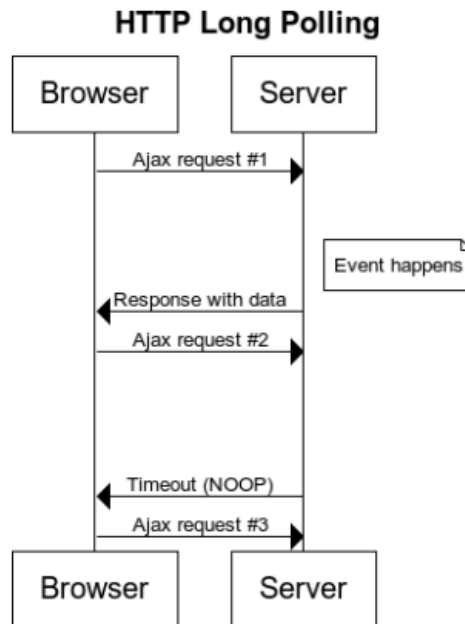 HTTP Long Polling
Browser
Server
Ajax request #1
Event happens
Response with data
Ajax request #2
Timeout (NOOP)
Ajax request #3
Browser
Server